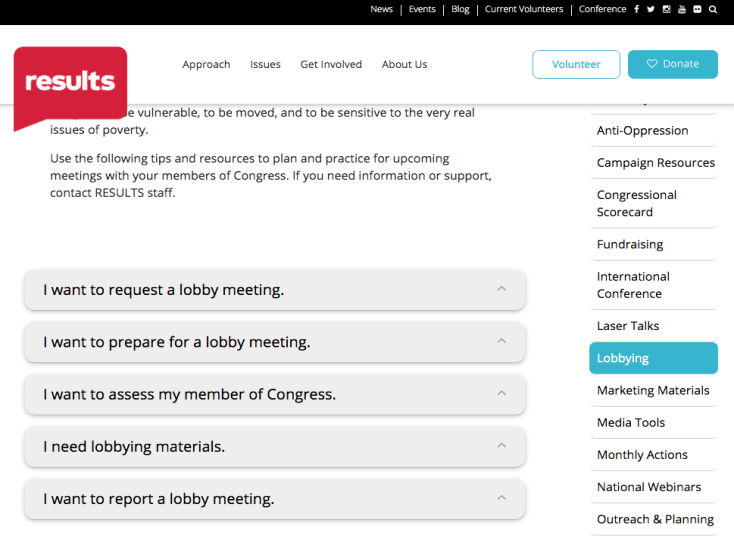 News | Events | Blog | Current Volunteers | Conference
results
Approach Issues Get Involved About Us
Volunteer
Donate
vulnerable, to be moved, and to be sensitive to the very real
issues of poverty.
Use the following tips and resources to plan and practice for upcoming
meetings with your members of Congress. If you need information or support,
contact RESULTS staff.
I want to request a lobby meeting.
I want to prepare for a lobby meeting.
I want to assess my member of Congress.
I need lobbying materials.
I want to report a lobby meeting.
Anti-Oppression
Campaign Resources
Congressional
Scorecard
Fundraising
International
Conference
Laser Talks
Lobbying
Marketing Materials
Media Tools
Monthly Actions
National Webinars
Outreach & Planning